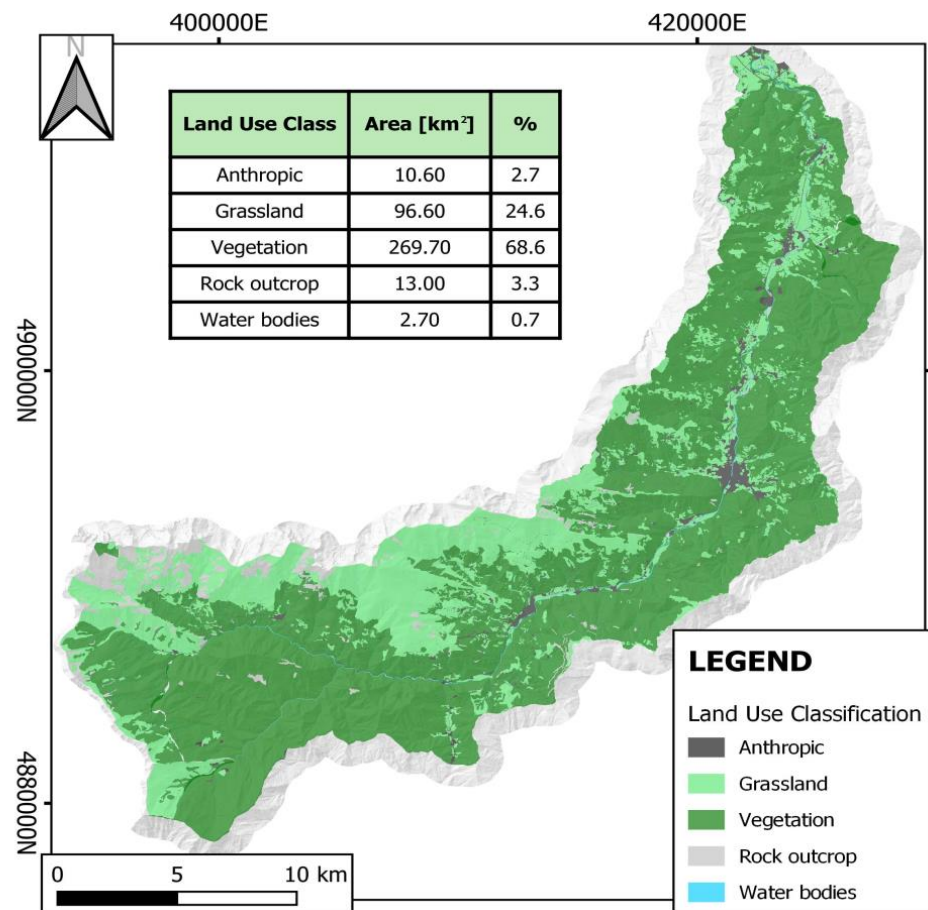 400000E 420000E
N
Land Use Class Area [km²] %
Anthropic 10.60 2.7
Grassland 96.60 24.6
Vegetation 269.70 68.6
Rock outcrop 13.00 3.3
Water bodies 2.70 0.7
4900000N
4880000N
LEGEND
Land Use Classification
Anthropic
Grassland
Vegetation
Rock outcrop
Water bodies
0 5 10 km